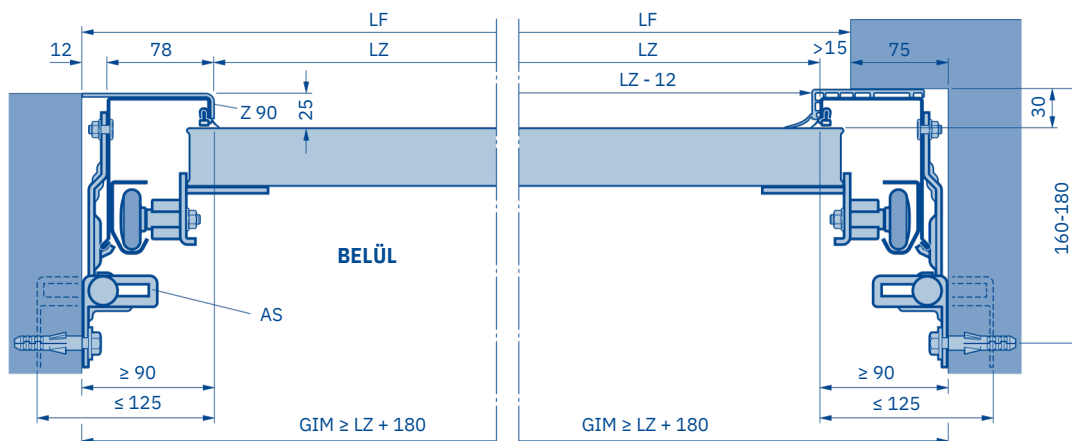 LF LF
12 78 LZ LZ >15 75
LZ - 12
Z 90 25 30
160-180
BELÜL
AS
≥ 90 ≥ 90
≤ 125 ≤ 125
GIM ≥ LZ + 180 GIM ≥ LZ + 180